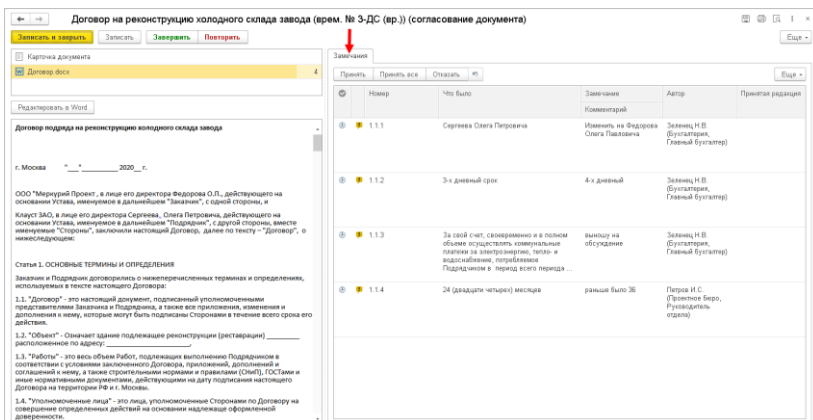 Договор на реконструкцию холодного склада завода (врем. № 3-ДС (вр.)) (согласование документа)
Записать и закрыть Записать Завершить Повторить Еще
Карточка документа
Договор.docx 4
Редактировать в Word
Договор подряда на реконструкцию холодного склада завода
г. Москва "___"__________ 2020__ г.
ООО "Меркурий Проект , в лице его директора Федорова О.П., действующего на
основании Устава, именуемое в дальнейшем "Заказчик", с одной стороны, и
Клауст ЗАО, в лице его директора Сергеева_ Олега Петровича, действующего на
основании Устава, именуемое в дальнейшем "Подрядчик", с другой стороны, вместе
именуемые "Стороны", заключили настоящий Договор, далее по тексту – "Договор", о
нижеследующем:
Статья 1. ОСНОВНЫЕ ТЕРМИНЫ И ОПРЕДЕЛЕНИЯ
Заказчик и Подрядчик договорились о нижеперечисленных терминах и определениях,
используемых в тексте настоящего Договора:
1.1. "Договор" - это настоящий документ, подписанный уполномоченными
представителями Заказчика и Подрядчика, а также все приложения, изменения и
дополнения к нему, которые могут быть подписаны Сторонами в течение всего срока его
действия.
1.2. "Объект" - Означает здание подлежащее реконструкции (реставрации) ________
расположенное по адресу: _____________________,
1.3. "Работы" - это весь объем Работ, подлежащих выполнению Подрядчиком в
соответствии с условиями заключенного Договора, приложений, дополнений и
соглашений к нему, а также строительными нормами и правилами (СНиП), ГОСТами и
иные нормативными документами, действующими на дату подписания настоящего
Договора на территории РФ и г. Москвы.
1.4. "Уполномоченные лица" - это лица, уполномоченные Сторонами по Договору на
совершение определенных действий на основании надлежаще оформленной
доверенности.
Замечания
Принять Принять все Отказать Еще
Номер Что было Замечание Автор Принятая редакция
Комментарий
1.1.1 Сергеева Олега Петровича Изменить на Федорова Зеленец Н.В.
Олега Павловича (Бухгалтерия,
Главный бухгалтер)
1.1.2 3-х дневный срок 4-х дневный Зеленец Н.В.
(Бухгалтерия,
Главный бухгалтер)
1.1.3 За свой счет, своевременно и в полном выношу на Зеленец Н.В.
объеме осуществлять коммунальные обсуждение (Бухгалтерия,
платежи за электроэнергию, тепло- и Главный бухгалтер)
водоснабжение, потребляемое
Подрядчиком в период всего периода ...
1.1.4 24 (двадцати четырех) месяцев раньше было 36 Петров И.С.
(Проектное Бюро,
Руководитель
отдела)